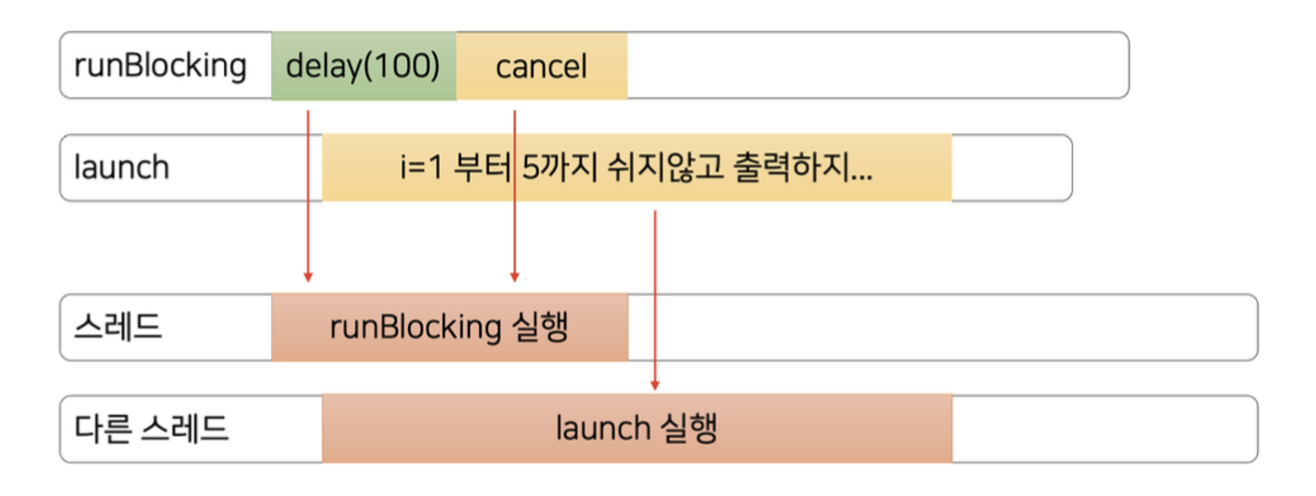 runBlocking delay(100) cancel
launch i=1 부터 5까지 쉬지않고 출력하지...
스레드 runBlocking 실행
다른 스레드 launch 실행